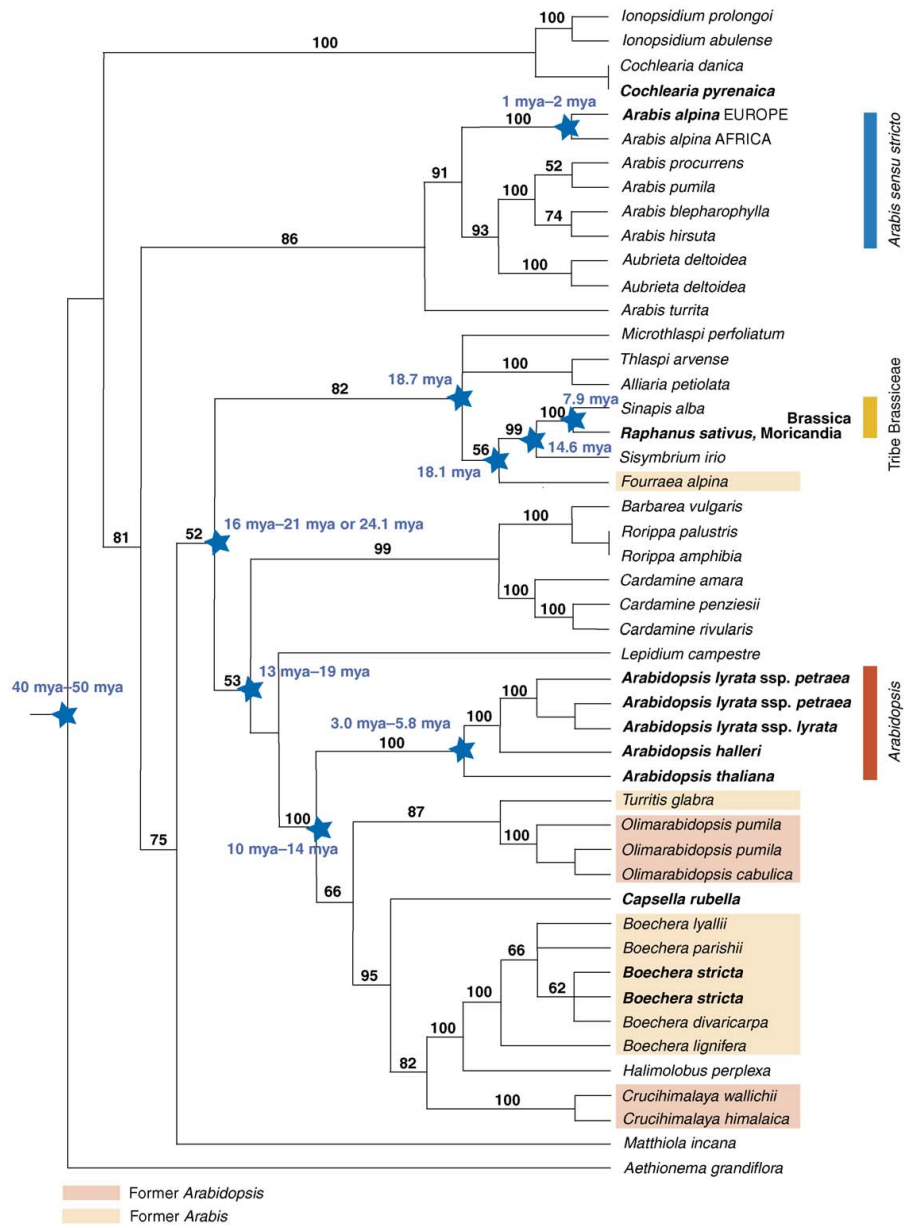 100
Ionopsidium prolongoi
100
Ionopsidium abulense
Cochlearia danica
Cochlearia pyrenaica
1 mya–2 mya
100
Arabis alpina EUROPE
Arabis alpina AFRICA
Arabis procurrens
52
91
Arabis pumila
100
Arabis blepharophylla
74
93
Arabis hirsuta
86
Aubrieta deltoidea
100
Aubrieta deltoidea
Arabis turrita
Arabis sensu stricto
Microthlaspi perfoliatum
Thlaspi arvense
100
18.7 mya
82
Alliaria petiolata
7.9 mya
Sinapis alba
100
Brassica
99
Raphanus sativus, Moricandia
14.6 mya
56
Sisymbrium irio
18.1 mya
Fourraea alpina
Tribe Brassiceae
Barbarea vulgaris
100
16 mya–21 mya or 24.1 mya
52
81
Rorippa palustris
Rorippa amphibia
99
Cardamine amara
100
Cardamine penziesii
100
Cardamine rivularis
Lepidium campestre
13 mya–19 mya
53
40 mya–50 mya
Arabidopsis lyrata ssp. petraea
100
Arabidopsis lyrata ssp. petraea
3.0 mya–5.8 mya
100
Arabidopsis lyrata ssp. lyrata
100
Arabidopsis halleri
Arabidopsis thaliana
Arabidopsis
Turritis glabra
87
100
10 mya–14 mya
Olimarabidopsis pumila
100
Olimarabidopsis pumila
75
Olimarabidopsis cabulica
66
Capsella rubella
Boechera lyallii
Boechera parishii
66
95
Boechera stricta
62
Boechera stricta
100
Boechera divaricarpa
100
Boechera lignifera
82
Halimolobus perplexa
100
Crucihimalaya wallichii
Crucihimalaya himalaica
Matthiola incana
Aethionema grandiflora
Former Arabidopsis
Former Arabis